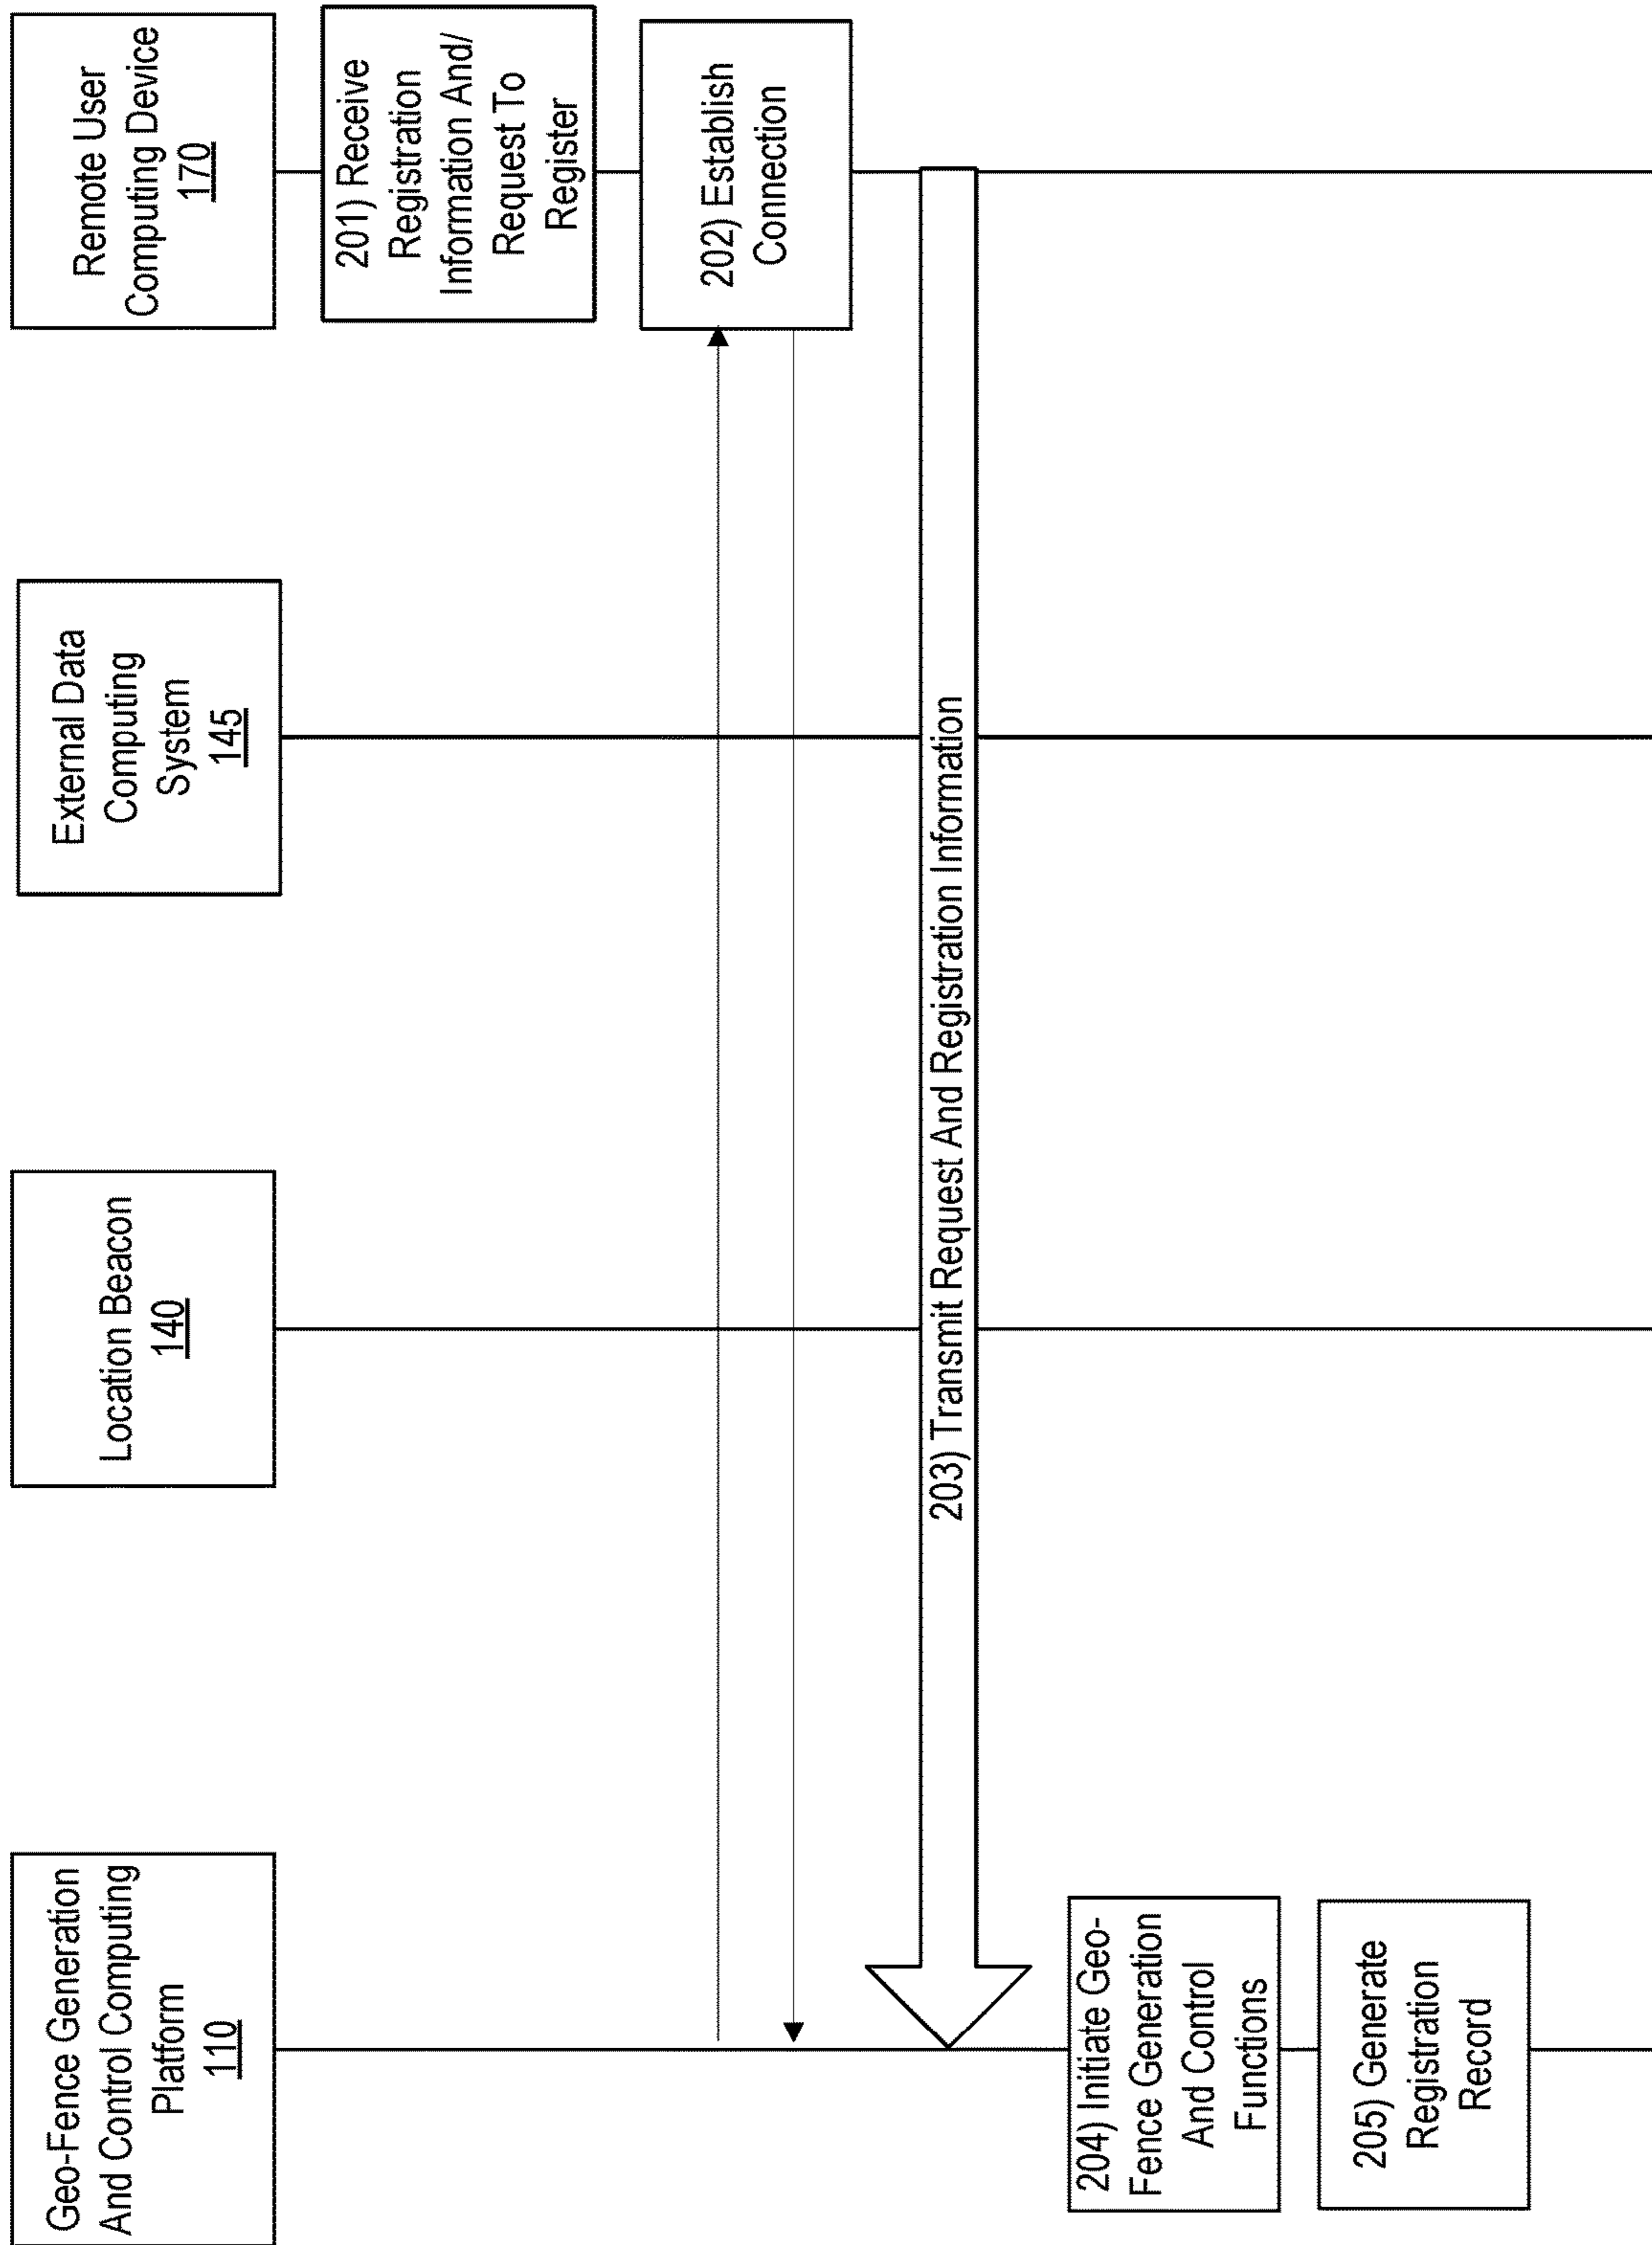 Geo-Fence Generation
And Control Computing
Platform
110
Location Beacon
140
External Data
Computing
System
145
Remote User
Computing Device
170
201) Receive
Registration
Information And/
Request To
Register
202) Establish
Connection
203) Transmit Request And Registration Information
204) Initiate Geo-
Fence Generation
And Control
Functions
205) Generate
Registration
Record